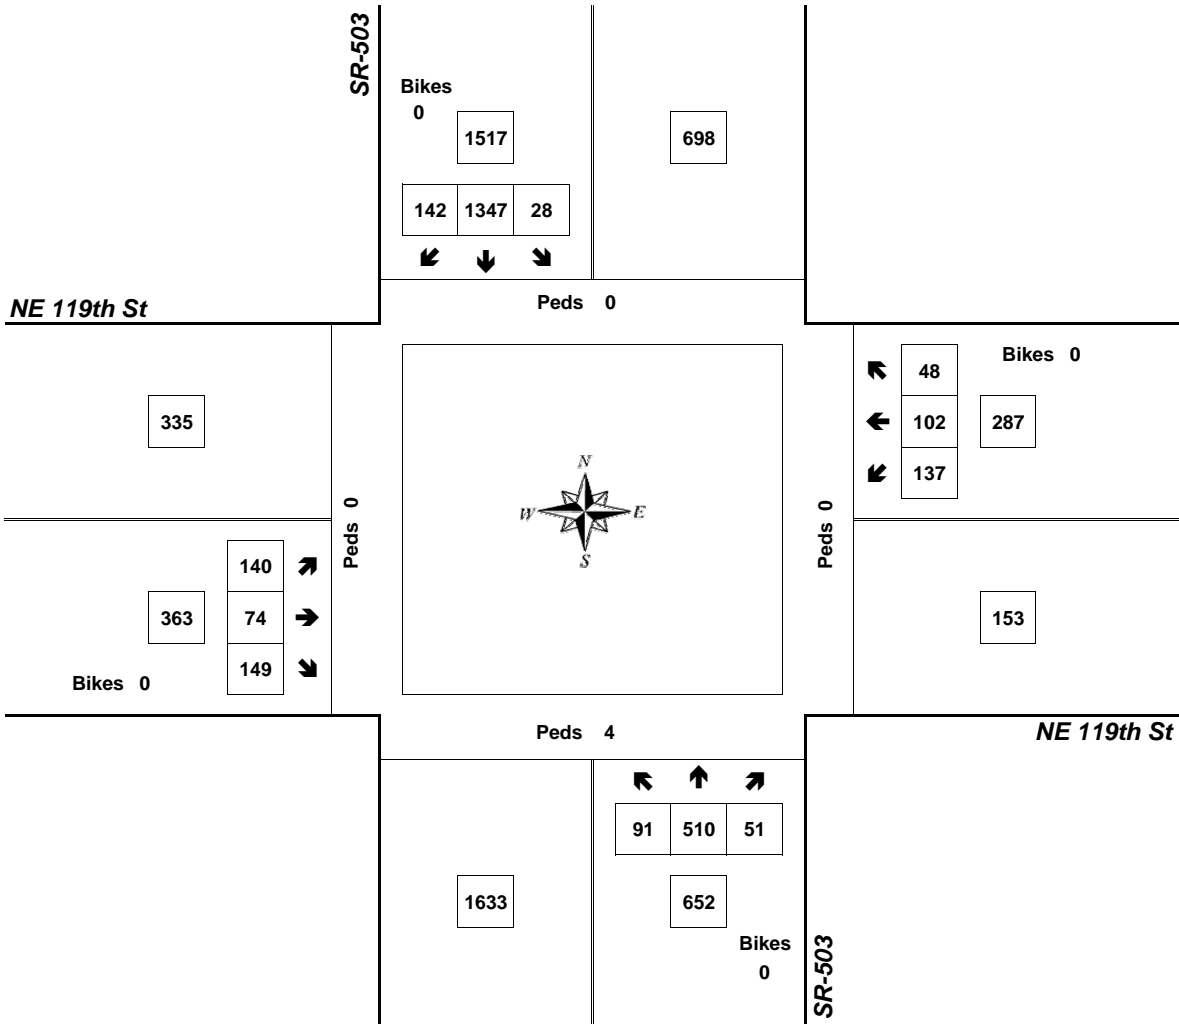 SR-503
Bikes
0
1517
698
142 1347 28
Peds 0
NE 119th St
48
Bikes 0
335
102
287
137
N
W E
S
Peds 0
Peds 0
140
363
74
153
149
Bikes 0
Peds 4
NE 119th St
91 510 51
1633
652
Bikes
0
SR-503